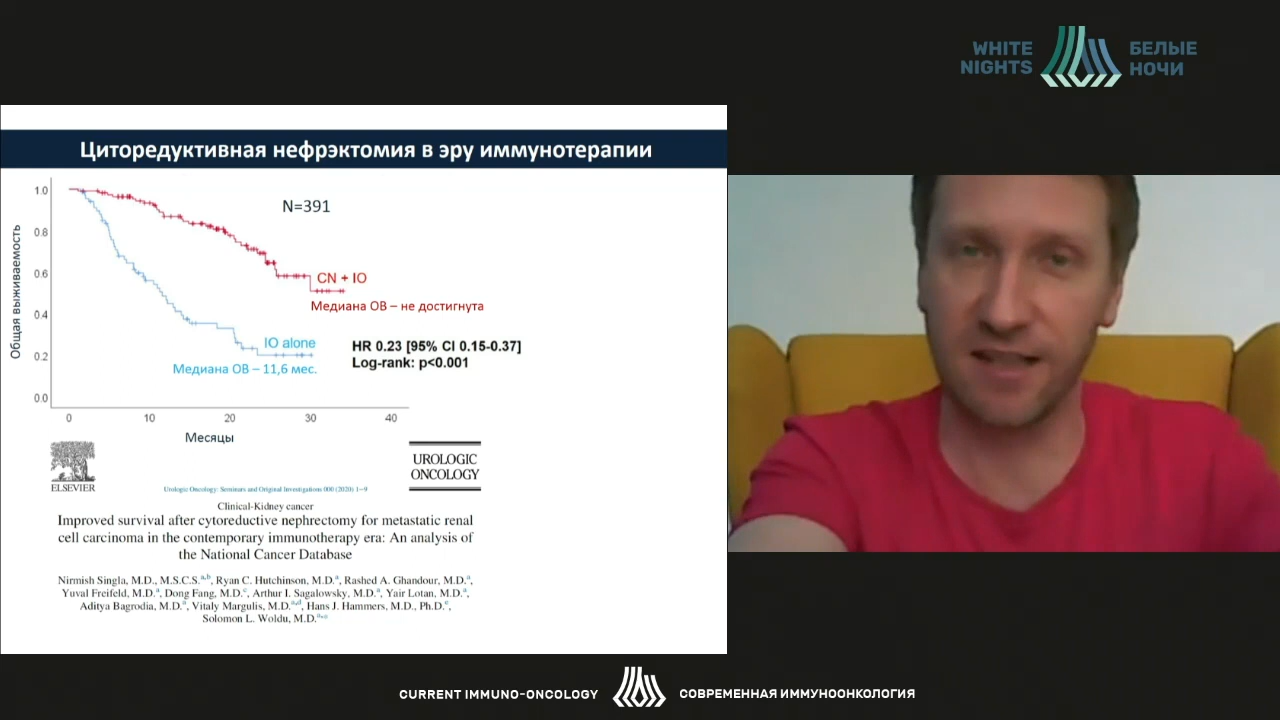 WHITE
NIGHTS
БЕЛЫЕ
НОЧИ
Циторедуктивная нефрэктомия в эру иммунотерапии
Общая выживаемость
1.0
0.8
0.6
0.4
0.2
0.0
N=391
CN + IO
Медиана ОВ – не достигнута
IO alone
Медиана ОВ – 11,6 мес.
HR 0.23 [95% CI 0.15-0.37]
Log-rank: p<0.001
0 10 20 30 40
Месяцы
ELSEVIER
UROLOGIC
ONCOLOGY
Urologic Oncology: Seminars and Original Investigations 000 (2020) 1−9
Clinical-Kidney cancer
Improved survival after cytoreductive nephrectomy for metastatic renal
cell carcinoma in the contemporary immunotherapy era: An analysis of
the National Cancer Database
Nirmish Singla, M.D., M.S.C.S.a,b, Ryan C. Hutchinson, M.D.a, Rashed A. Ghandour, M.D.a,
Yuval Freifeld, M.D.a, Dong Fang, M.D.c, Arthur I. Sagalowsky, M.D.a, Yair Lotan, M.D.a,
Aditya Bagrodia, M.D.a, Vitaly Margulis, M.D.a,d, Hans J. Hammers, M.D., Ph.D.e,
Solomon L. Woldu, M.D.a,*
CURRENT IMMUNO-ONCOLOGY
СОВРЕМЕННАЯ ИММУНООНКОЛОГИЯ